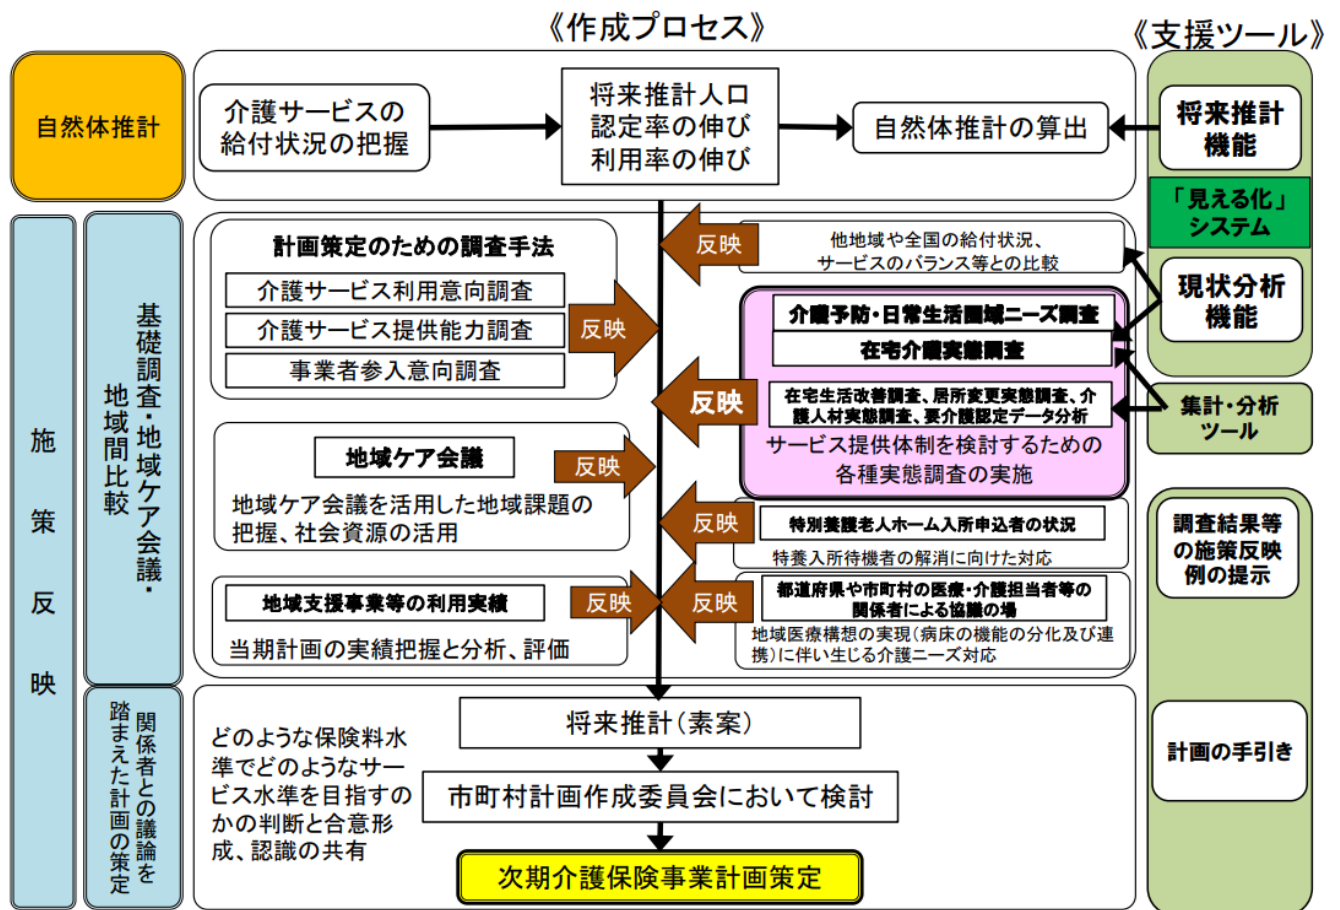 《作成プロセス》
《支援ツール》
自然体推計
介護サービスの
給付状況の把握
将来推計人口
認定率の伸び
利用率の伸び
自然体推計の算出
将来推計
機能
「見える化」
システム
現状分析
機能
集計・分析
ツール
調査結果等
の施策反映
例の提示
計画の手引き
施策反映
基礎調査・地域ケア会議・
地域間比較
計画策定のための調査手法
介護サービス利用意向調査
介護サービス提供能力調査
事業者参入意向調査
反映
反映
他地域や全国の給付状況、
サービスのバランス等との比較
介護予防・日常生活圏域ニーズ調査
在宅介護実態調査
在宅生活改善調査、居所変更実態調査、介
護人材実態調査、要介護認定データ分析
サービス提供体制を検討するための
各種実態調査の実施
反映
地域ケア会議
地域ケア会議を活用した地域課題の
把握、社会資源の活用
反映
反映
特別養護老人ホーム入所申込者の状況
特養入所待機者の解消に向けた対応
地域支援事業等の利用実績
当期計画の実績把握と分析、評価
反映
反映
都道府県や市町村の医療・介護担当者等の
関係者による協議の場
地域医療構想の実現(病床の機能の分化及び連
携)に伴い生じる介護ニーズ対応
関係者との議論を
踏まえた計画の策定
どのような保険料水
準でどのようなサー
ビス水準を目指すの
かの判断と合意形
成、認識の共有
将来推計(素案)
市町村計画作成委員会において検討
次期介護保険事業計画策定